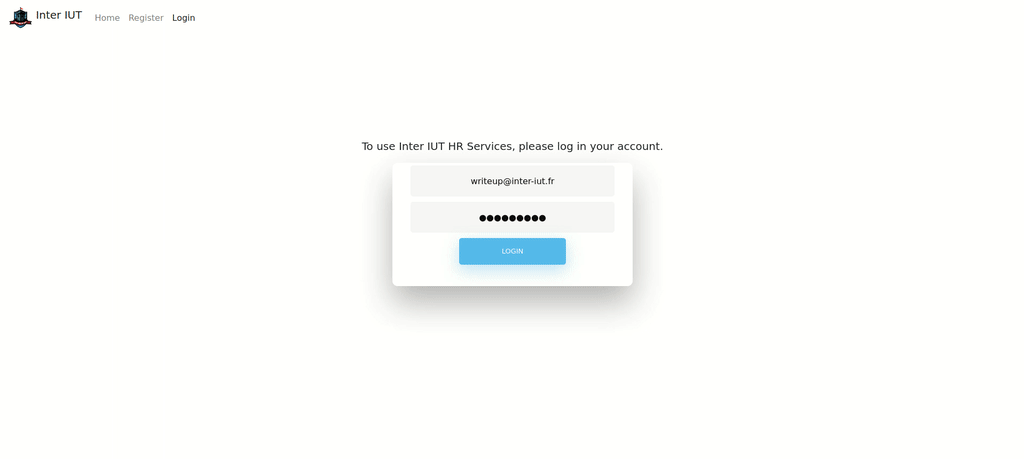 Inter IUT Home Register Login
To use Inter IUT HR Services, please log in your account.
writeup@inter-iut.fr
●●●●●●●●●
LOGIN